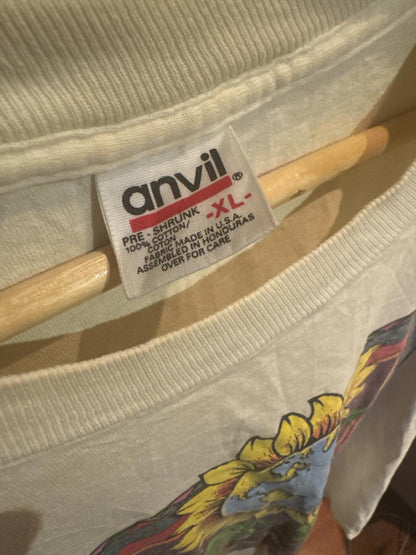 anvil®
-XL-
PRE-SHRUNK
100% COTTON/
COTON
FABRIC MADE IN U.S.A.
ASSEMBLED IN HONDURAS
OVER FOR CARE